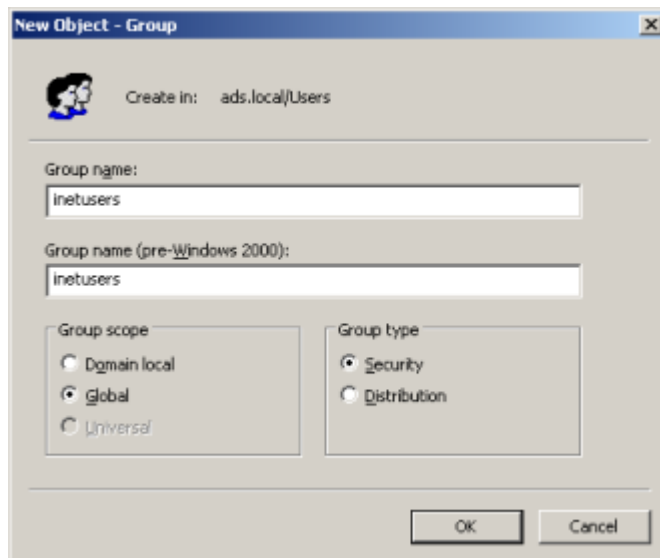 New Object - Group
Create in: ads.local/Users
Group name:
inetusers
Group name (pre-Windows 2000):
inetusers
Group scope
Domain local
Global
Universal
Group type
Security
Distribution
OK
Cancel